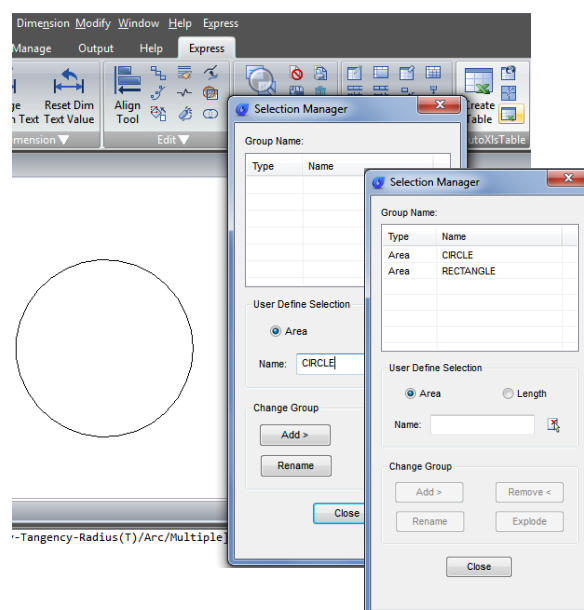 Dimension Modify Window Help Express
Manage Output Help Express
Reset Dim
Text Value
Text
Align
Tool
Edit
Create
Table
AutoXlsTable
Selection Manager
Group Name:
Type Name
User Define Selection
Area
Name: CIRCLE
Change Group
Add >
Rename
Close
Selection Manager
Group Name:
Type Name
Area CIRCLE
Area RECTANGLE
User Define Selection
Area Length
Name:
Change Group
Add > Remove <
Rename Explode
Close
-Tangency-Radius(T)/Arc/Multiple]